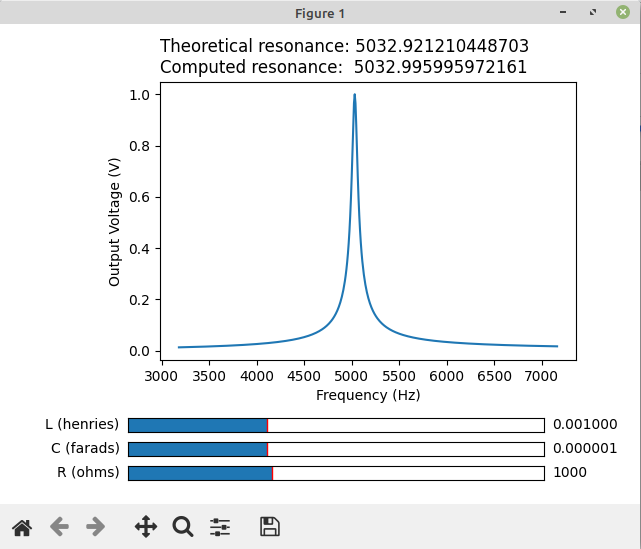 Figure 1
Theoretical resonance: 5032.921210448703
Computed resonance:  5032.995995972161
1.0
0.8
0.6
0.4
0.2
0.0
Output Voltage (V)
3000 3500 4000 4500 5000 5500 6000 6500 7000
Frequency (Hz)
L (henries) 0.001000
C (farads) 0.000001
R (ohms) 1000